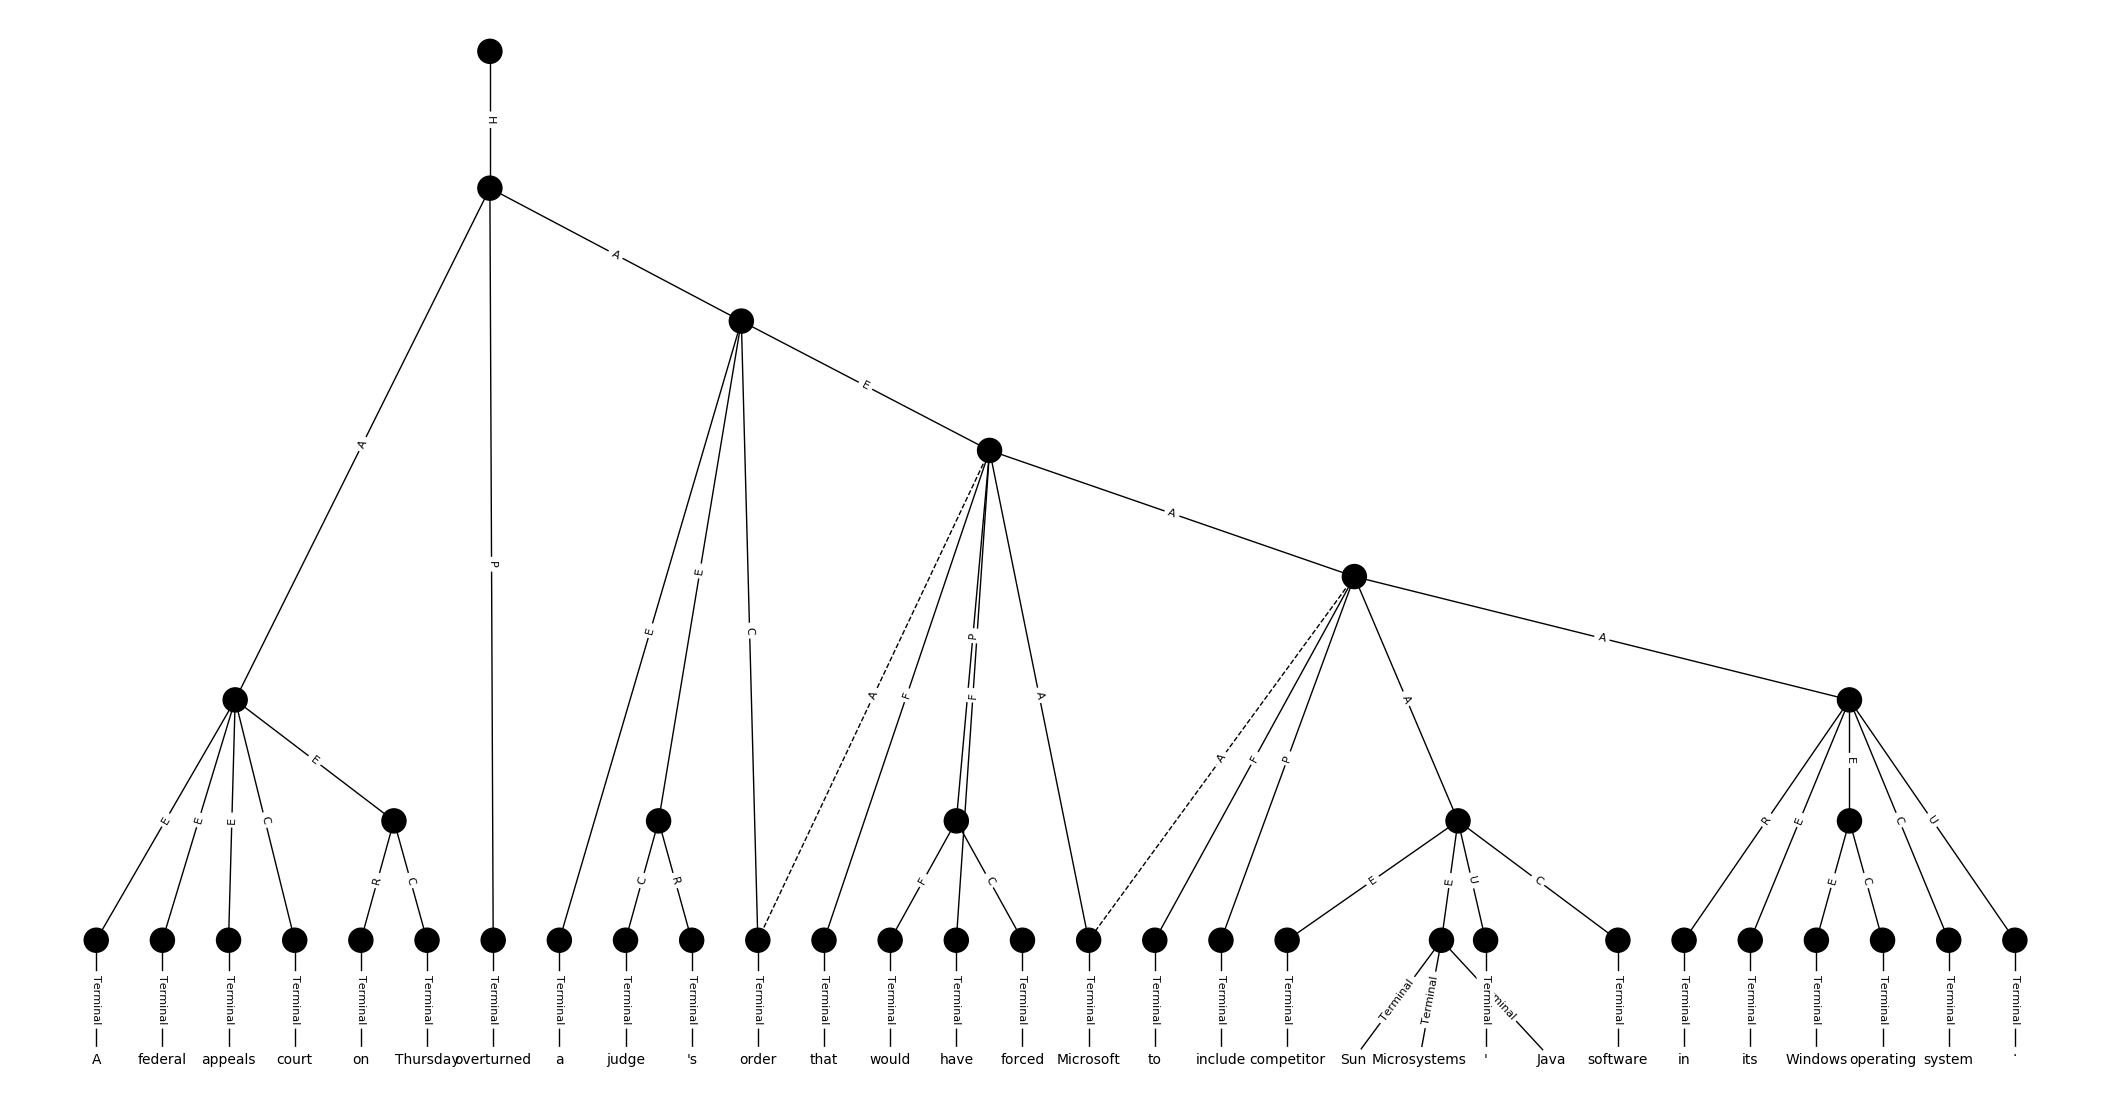 H
A
E
A
A
P E
E C P A
A F F A A
E A F P E
E E E C R E C U
R C C R F C E E U C E C
Terminal Terminal Terminal Terminal Terminal Terminal Terminal Terminal Terminal Terminal Terminal Terminal Terminal Terminal Terminal Terminal Terminal Terminal Terminal Terminal Terminal Terminal minal Terminal Terminal Terminal Terminal Terminal Terminal Terminal
A federal appeals court on Thursday overturned a judge 's order that would have forced Microsoft to include competitor Sun Microsystems ' Java software in its Windows operating system .